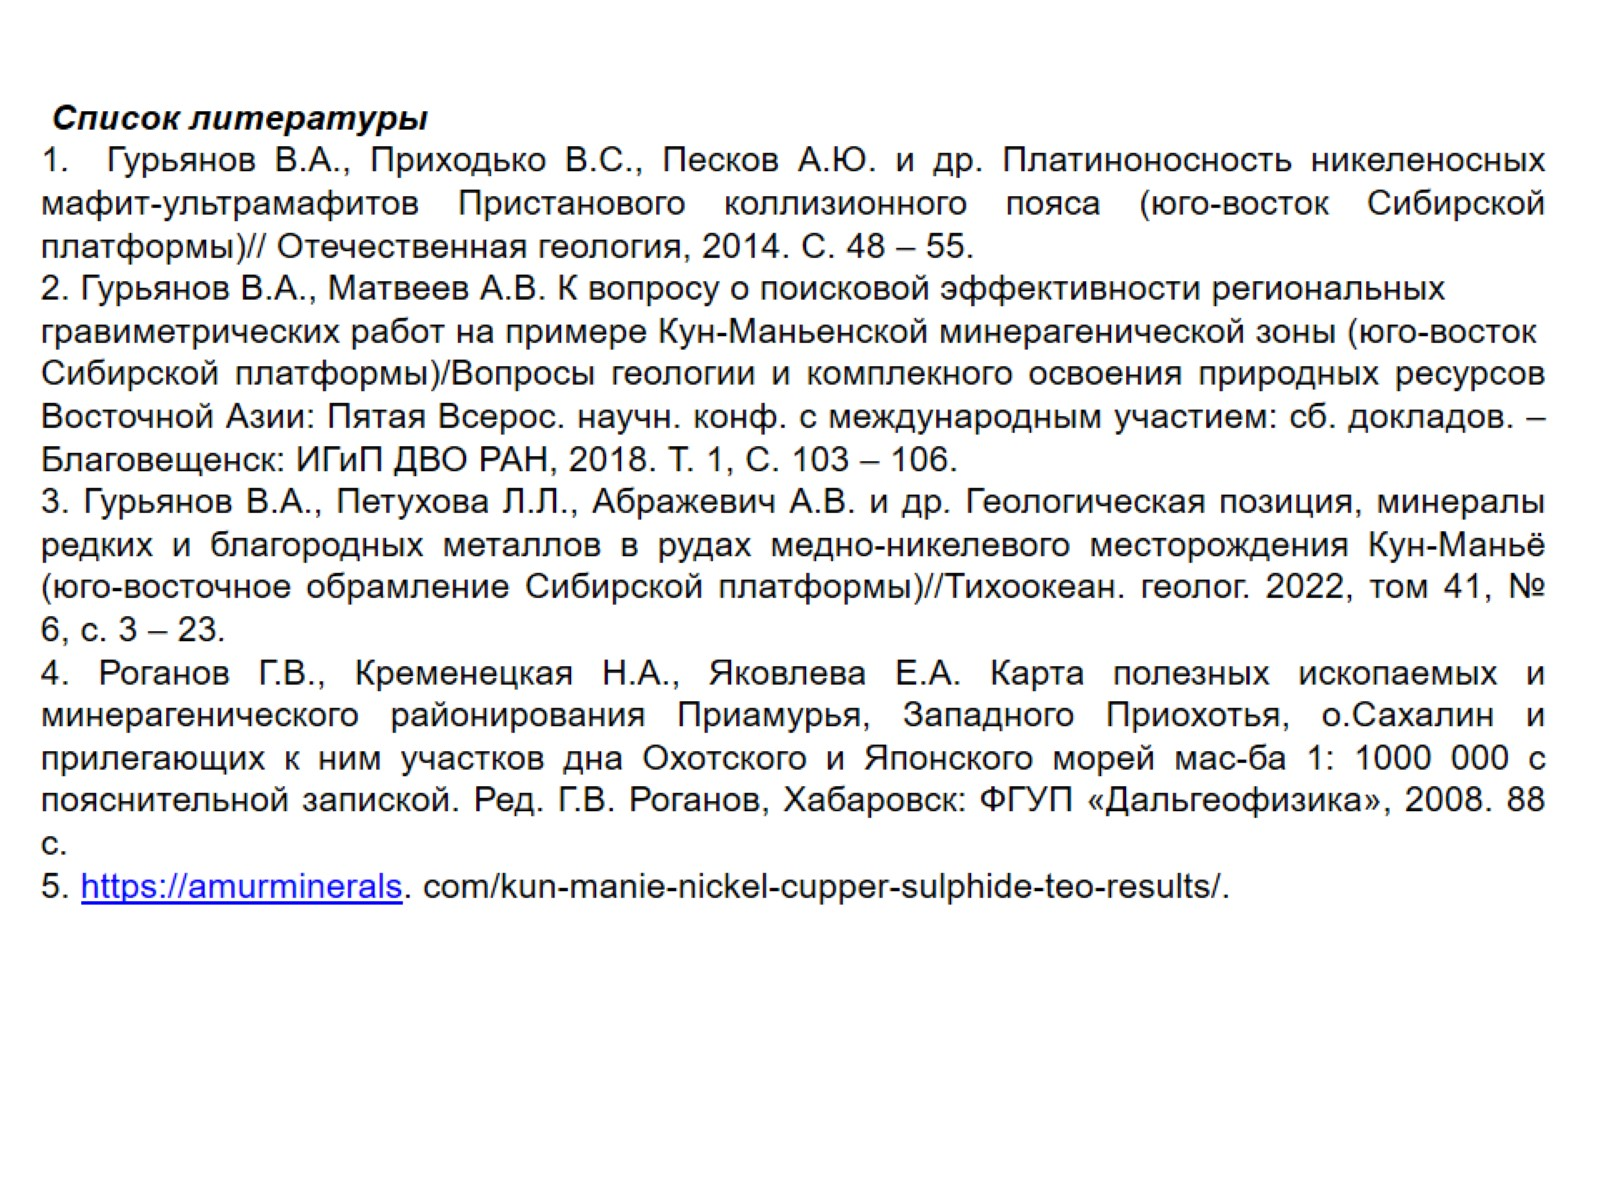 Список литературы
1. Гурьянов В.А., Приходько В.С., Песков А.Ю. и др. Платиноносность никеленосных
мафит-ультрамафитов Пристанового коллизионного пояса (юго-восток Сибирской
платформы)// Отечественная геология, 2014. С. 48 – 55.
2. Гурьянов В.А., Матвеев А.В. К вопросу о поисковой эффективности региональных
гравиметрических работ на примере Кун-Маньенской минерагенической зоны (юго-восток
Сибирской платформы)/Вопросы геологии и комплекного освоения природных ресурсов
Восточной Азии: Пятая Всерос. научн. конф. с международным участием: сб. докладов. –
Благовещенск: ИГиП ДВО РАН, 2018. Т. 1, С. 103 – 106.
3. Гурьянов В.А., Петухова Л.Л., Абражевич А.В. и др. Геологическая позиция, минералы
редких и благородных металлов в рудах медно-никелевого месторождения Кун-Маньё
(юго-восточное обрамление Сибирской платформы)//Тихоокеан. геолог. 2022, том 41, №
6, с. 3 – 23.
4. Роганов Г.В., Кременецкая Н.А., Яковлева Е.А. Карта полезных ископаемых и
минерагенического районирования Приамурья, Западного Приохотья, о.Сахалин и
прилегающих к ним участков дна Охотского и Японского морей мас-ба 1: 1000 000 с
пояснительной запиской. Ред. Г.В. Роганов, Хабаровск: ФГУП «Дальгеофизика», 2008. 88
с.
5. https://amurminerals. com/kun-manie-nickel-cupper-sulphide-teo-results/.